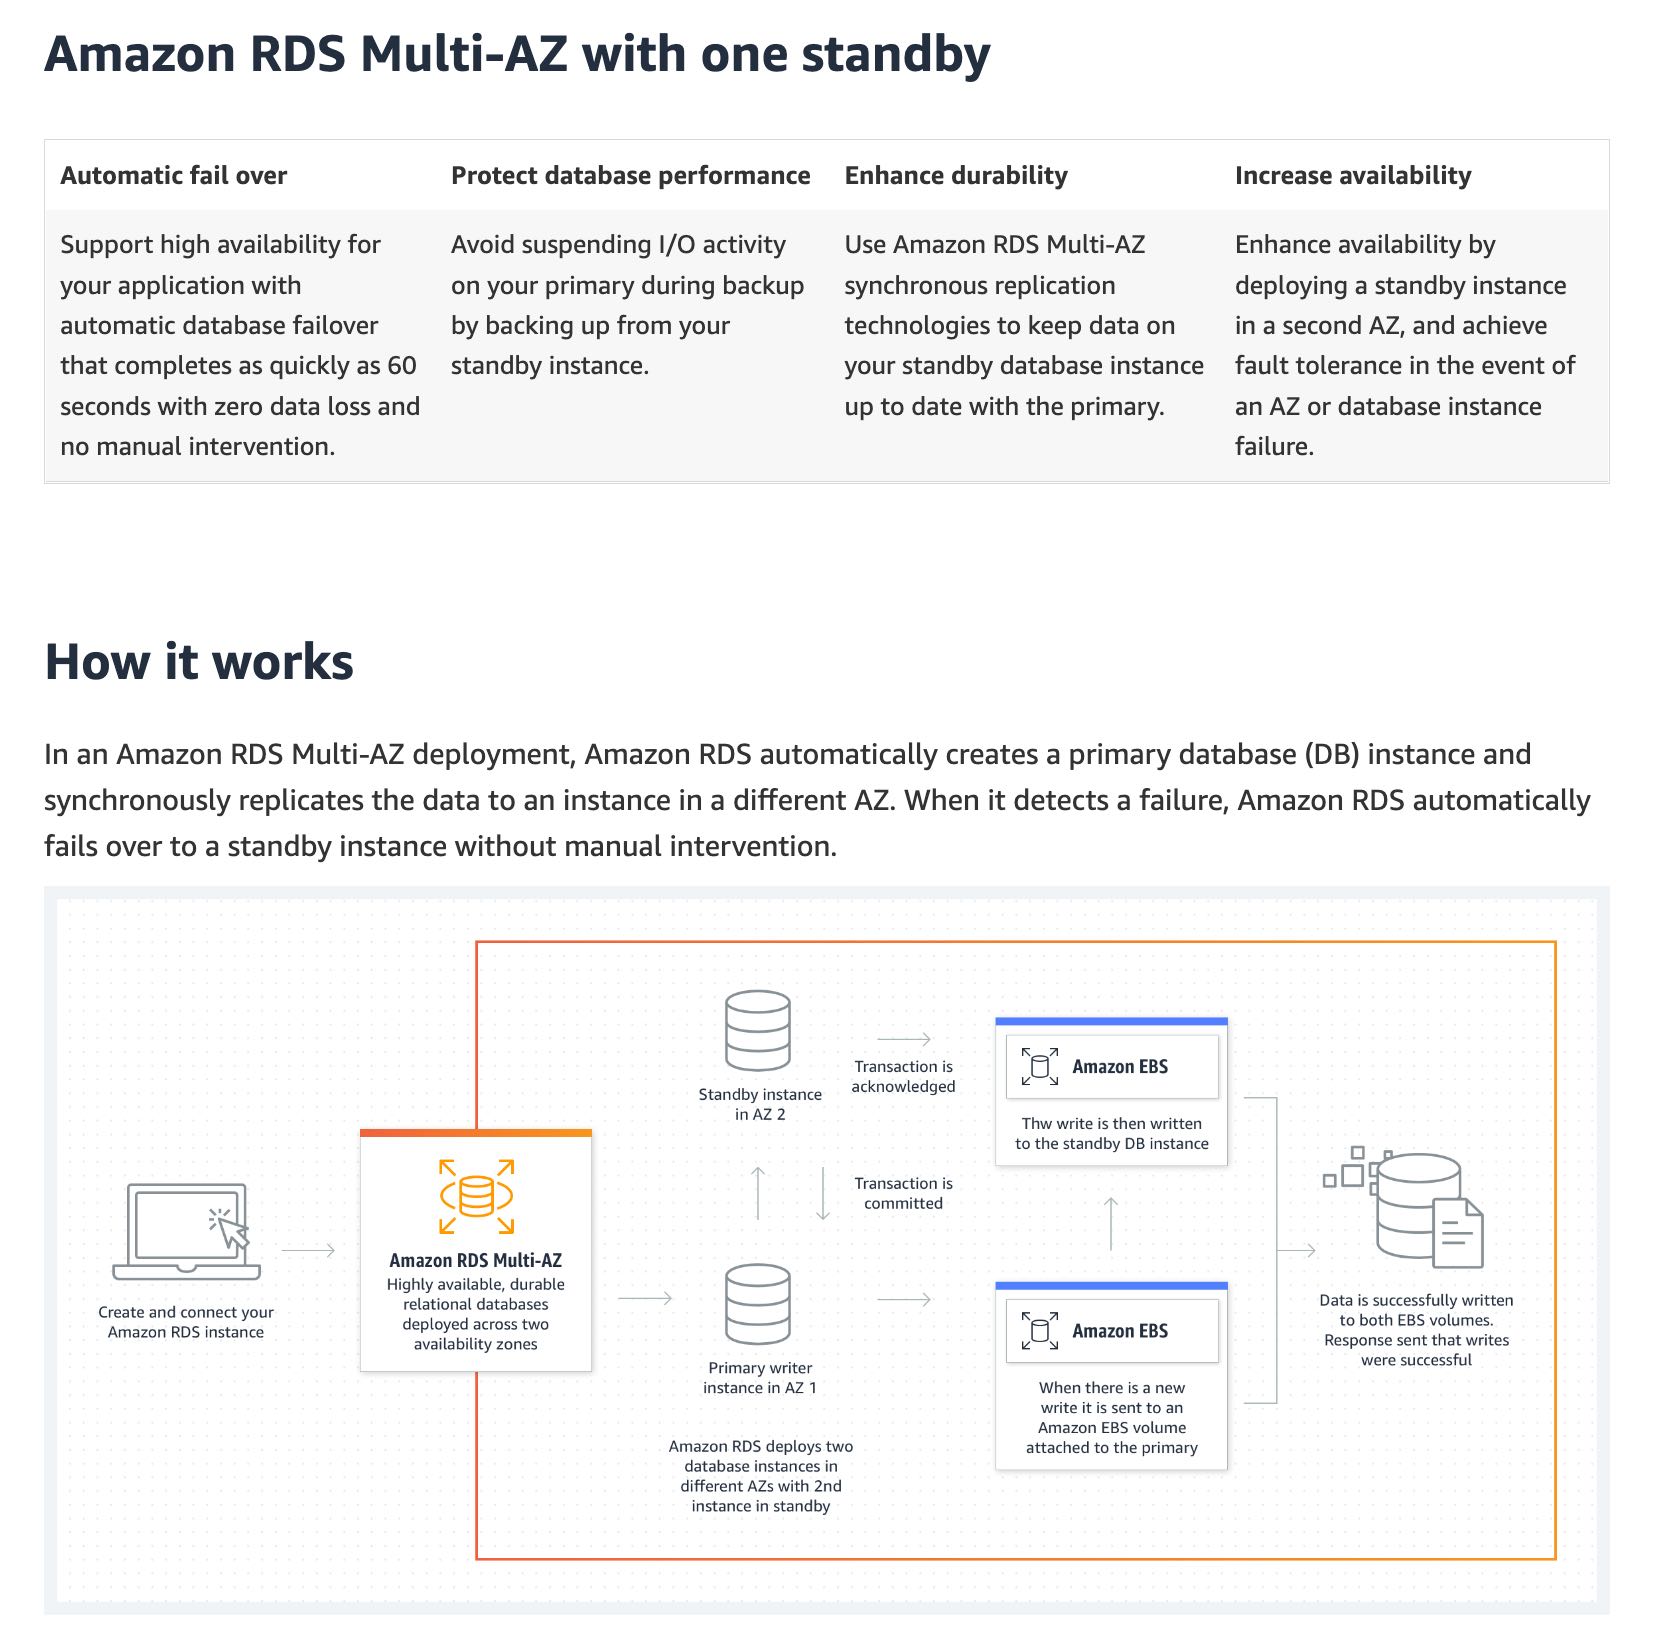 Amazon RDS Multi-AZ with one standby
Automatic fail over
Protect database performance
Enhance durability
Increase availability
Support high availability for
your application with
automatic database failover
that completes as quickly as 60
seconds with zero data loss and
no manual intervention.
Avoid suspending I/O activity
on your primary during backup
by backing up from your
standby instance.
Use Amazon RDS Multi-AZ
synchronous replication
technologies to keep data on
your standby database instance
up to date with the primary.
Enhance availability by
deploying a standby instance
in a second AZ, and achieve
fault tolerance in the event of
an AZ or database instance
failure.
How it works
In an Amazon RDS Multi-AZ deployment, Amazon RDS automatically creates a primary database (DB) instance and
synchronously replicates the data to an instance in a different AZ. When it detects a failure, Amazon RDS automatically
fails over to a standby instance without manual intervention.
Create and connect your
Amazon RDS instance
Amazon RDS Multi-AZ
Highly available, durable
relational databases
deployed across two
availability zones
Standby instance
in AZ 2
Transaction is
acknowledged
Transaction is
committed
Primary writer
instance in AZ 1
Amazon RDS deploys two
database instances in
different AZs with 2nd
instance in standby
Amazon EBS
Thw write is then written
to the standby DB instance
Amazon EBS
When there is a new
write it is sent to an
Amazon EBS volume
attached to the primary
Data is successfully written
to both EBS volumes.
Response sent that writes
were successful